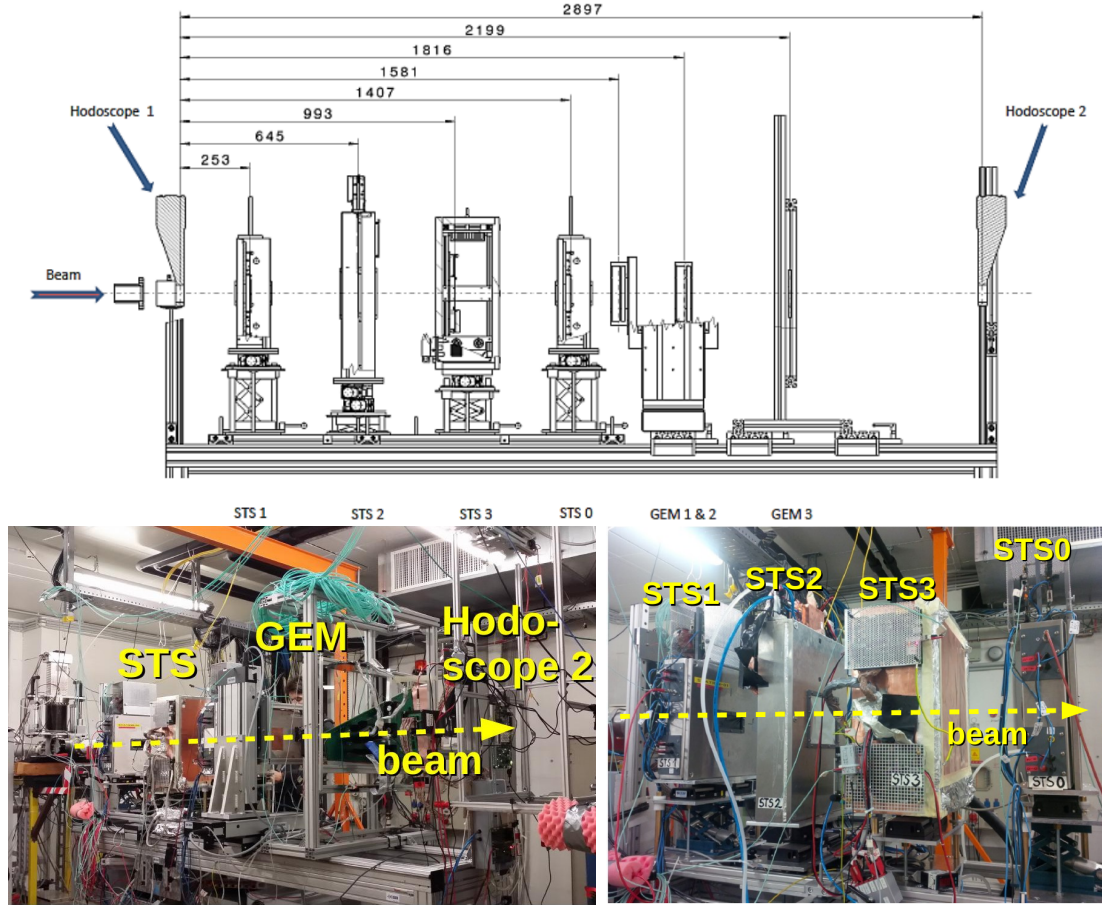 2897
2199
1816
1581
1407
993
645
253
Hodoscope 1
Hodoscope 2
Beam
STS 1
STS 2
STS 3
STS 0
GEM 1 & 2
GEM 3
STS
GEM
Hodo-
scope 2
beam
STS1
STS2
STS3
STS0
beam
STS1
STS2
STS3
STS0